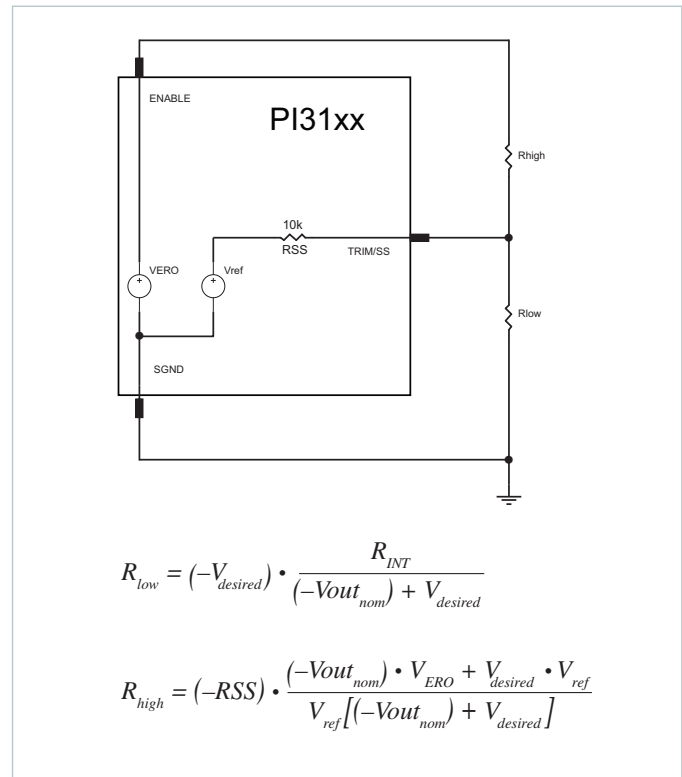 ENABLE
PI31xx
Rhigh
10k
RSS
TRIM/SS
VERO
+
Vref
+
Rlow
SGND
R_low = (–V_desired) • R_INT / ((–Vout_nom) + V_desired)
R_high = (–RSS) • ((–Vout_nom) • V_ERO + V_desired • V_ref) / (V_ref[(–Vout_nom) + V_desired])